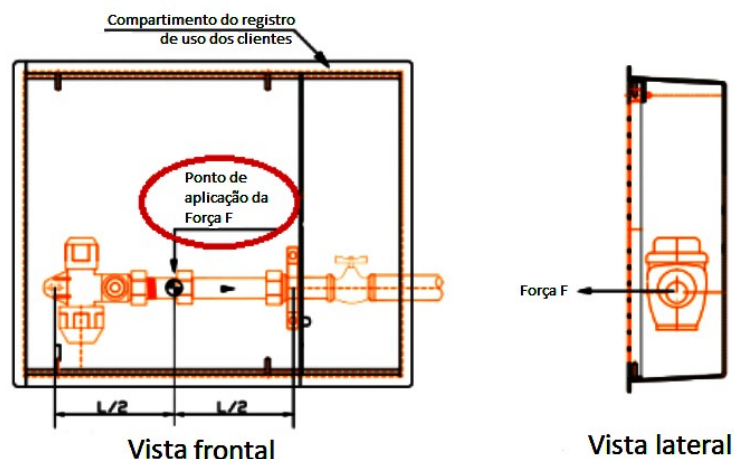 Compartimento do registro
de uso dos clientes
Ponto de
aplicação da
Força F
Força F
L/2
L/2
Vista frontal
Vista lateral